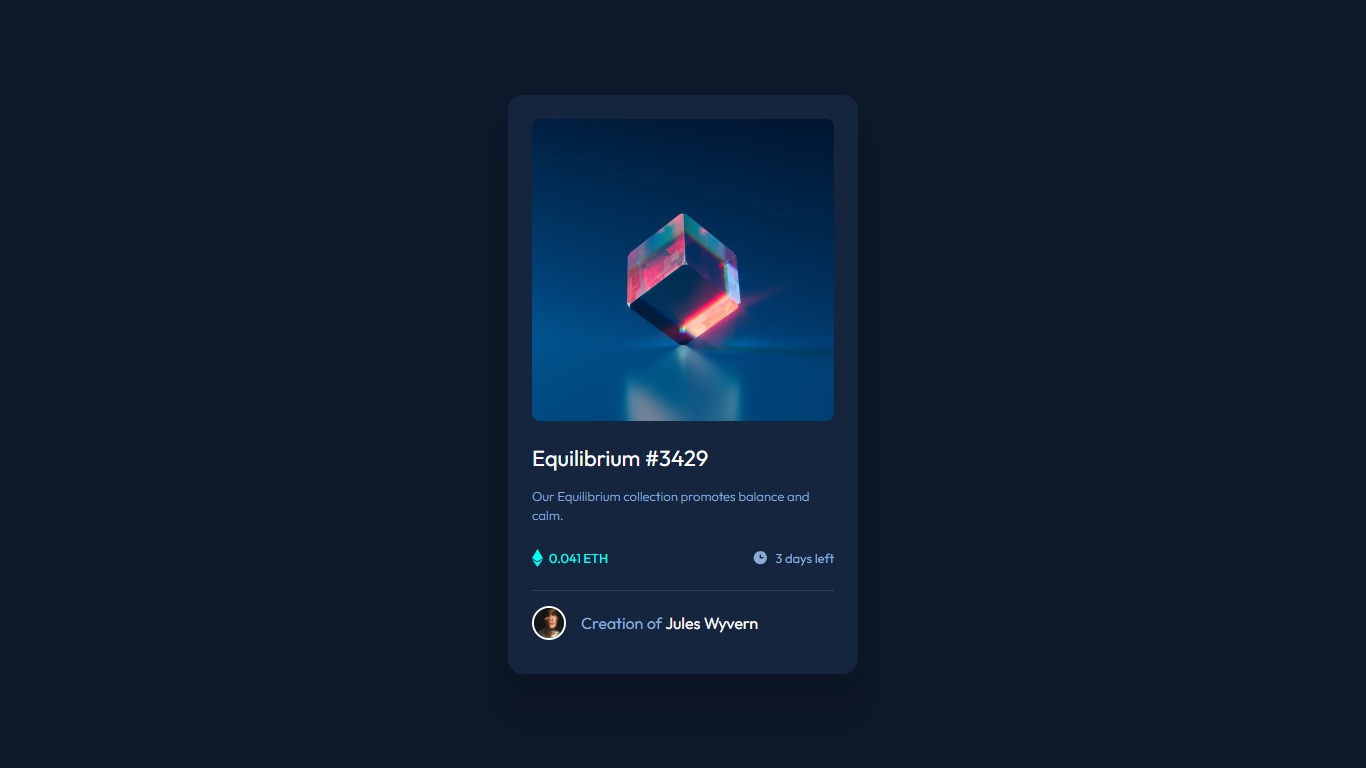 Equilibrium #3429
Our Equilibrium collection promotes balance and
calm.
0.041 ETH
3 days left
Creation of Jules Wyvern